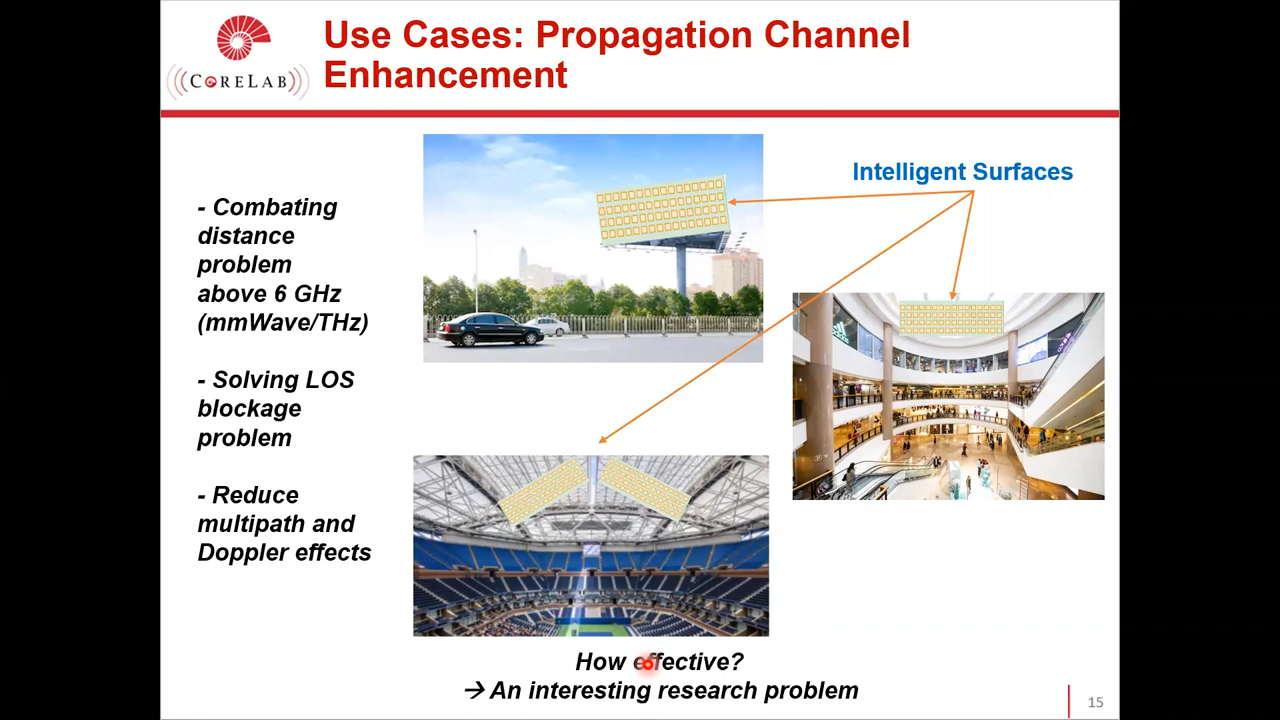 CORELAB
Use Cases: Propagation Channel
Enhancement
- Combating
distance
problem
above 6 GHz
(mmWave/THz)
- Solving LOS
blockage
problem
- Reduce
multipath and
Doppler effects
Intelligent Surfaces
How effective?
→ An interesting research problem
15